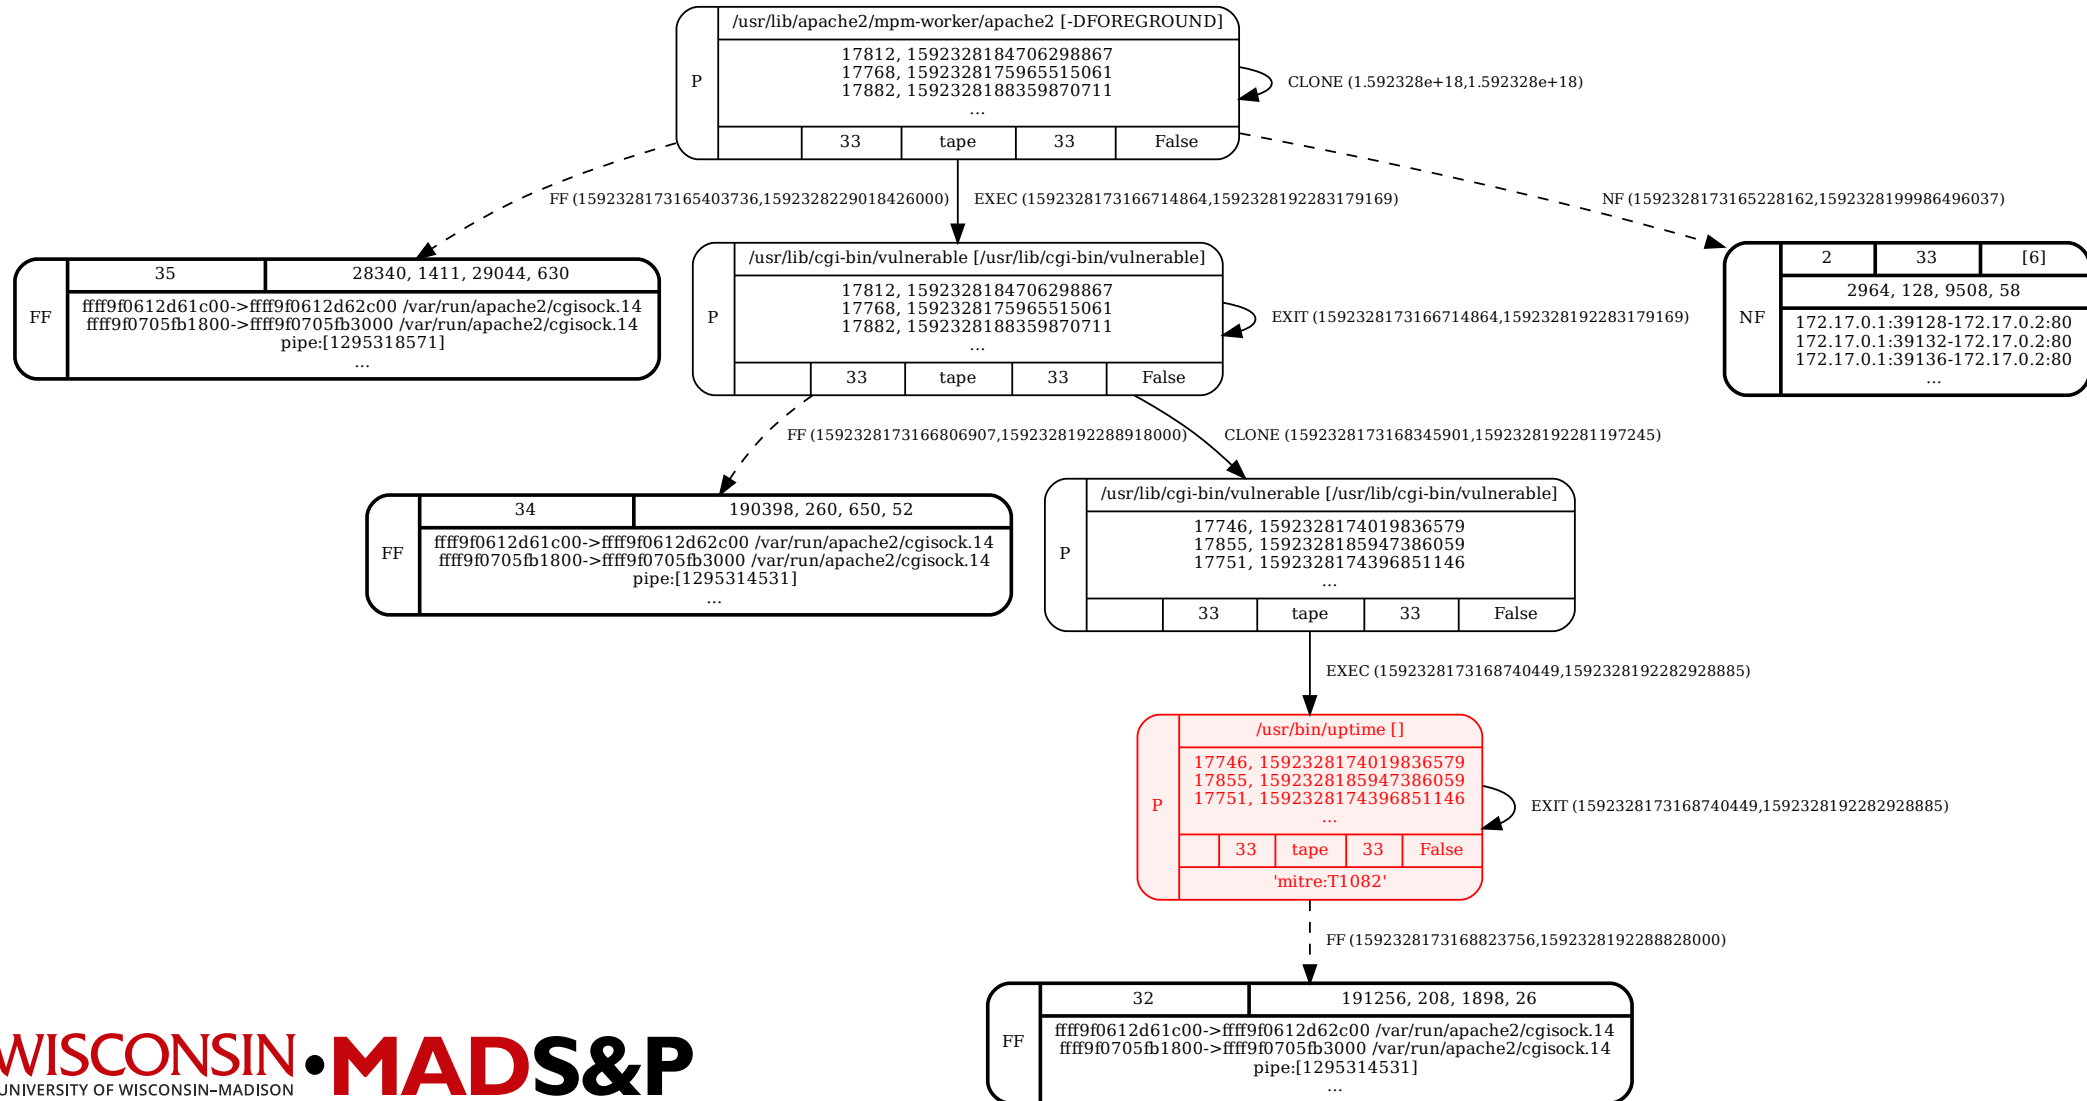 /usr/lib/apache2/mpm-worker/apache2 [-DFOREGROUND]
P
17812, 1592328184706298867
17768, 1592328175965515061
17882, 1592328188359870711
...
33 tape 33 False
CLONE (1.592328e+18,1.592328e+18)
FF (1592328173165403736,1592328229018426000)
EXEC (1592328173166714864,1592328192283179169)
NF (1592328173165228162,1592328199986496037)
FF
35 28340, 1411, 29044, 630
ffff9f0612d61c00->ffff9f0612d62c00 /var/run/apache2/cgisock.14
ffff9f0705fb1800->ffff9f0705fb3000 /var/run/apache2/cgisock.14
pipe:[1295318571]
...
/usr/lib/cgi-bin/vulnerable [/usr/lib/cgi-bin/vulnerable]
P
17812, 1592328184706298867
17768, 1592328175965515061
17882, 1592328188359870711
...
33 tape 33 False
EXIT (1592328173166714864,1592328192283179169)
NF
2 33 [6]
2964, 128, 9508, 58
172.17.0.1:39128-172.17.0.2:80
172.17.0.1:39132-172.17.0.2:80
172.17.0.1:39136-172.17.0.2:80
...
FF (1592328173166806907,1592328192288918000)
CLONE (1592328173168345901,1592328192281197245)
FF
34 190398, 260, 650, 52
ffff9f0612d61c00->ffff9f0612d62c00 /var/run/apache2/cgisock.14
ffff9f0705fb1800->ffff9f0705fb3000 /var/run/apache2/cgisock.14
pipe:[1295314531]
...
/usr/lib/cgi-bin/vulnerable [/usr/lib/cgi-bin/vulnerable]
P
17746, 1592328174019836579
17855, 1592328185947386059
17751, 1592328174396851146
...
33 tape 33 False
EXEC (1592328173168740449,1592328192282928885)
/usr/bin/uptime []
P
17746, 1592328174019836579
17855, 1592328185947386059
17751, 1592328174396851146
...
33 tape 33 False
'mitre:T1082'
EXIT (1592328173168740449,1592328192282928885)
FF (1592328173168823756,1592328192288828000)
FF
32 191256, 208, 1898, 26
ffff9f0612d61c00->ffff9f0612d62c00 /var/run/apache2/cgisock.14
ffff9f0705fb1800->ffff9f0705fb3000 /var/run/apache2/cgisock.14
pipe:[1295314531]
...
WISCONSIN • MADS&P
UNIVERSITY OF WISCONSIN–MADISON